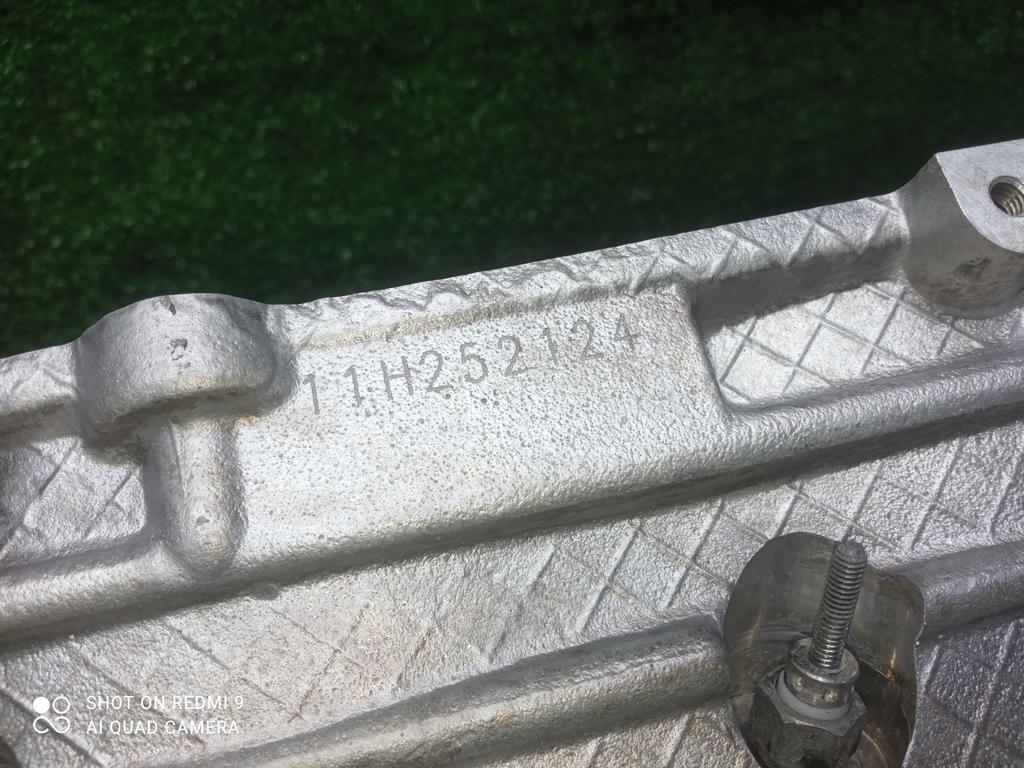 11H252124
SHOT ON REDMI 9
AI QUAD CAMERA